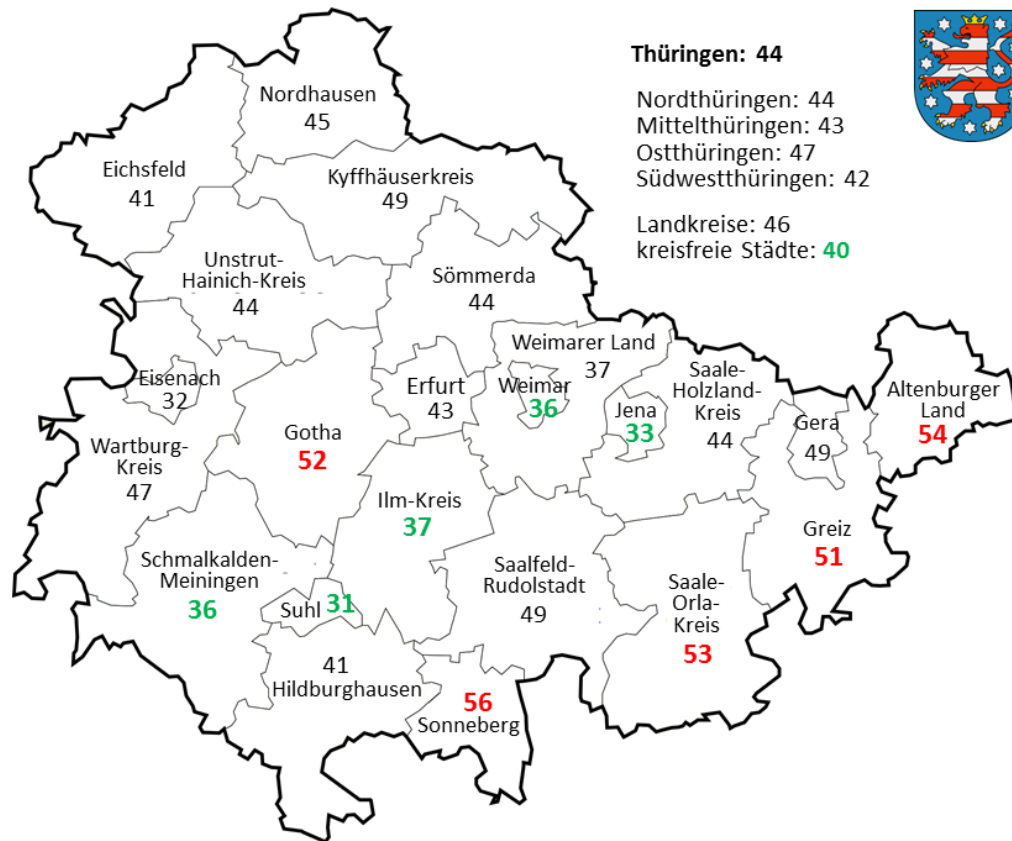 Thüringen: 44
Nordthüringen: 44
Mittelthüringen: 43
Ostthüringen: 47
Südwestthüringen: 42
Landkreise: 46
kreisfreie Städte: 40
Nordhausen
45
Eichsfeld
41
Kyffhäuserkreis
49
Unstrut-
Hainich-Kreis
44
Sömmerda
44
Weimarer Land
37
Eisenach
32
Erfurt
43
Weimar
36
Jena
33
Saale-
Holzland-
Kreis
44
Gera
49
Altenburger
Land
54
Wartburg-
Kreis
47
Gotha
52
Ilm-Kreis
37
Greiz
51
Schmalkalden-
Meiningen
36
Suhl 31
Saalfeld-
Rudolstadt
49
Saale-
Orla-
Kreis
53
41
Hildburghausen
56
Sonneberg